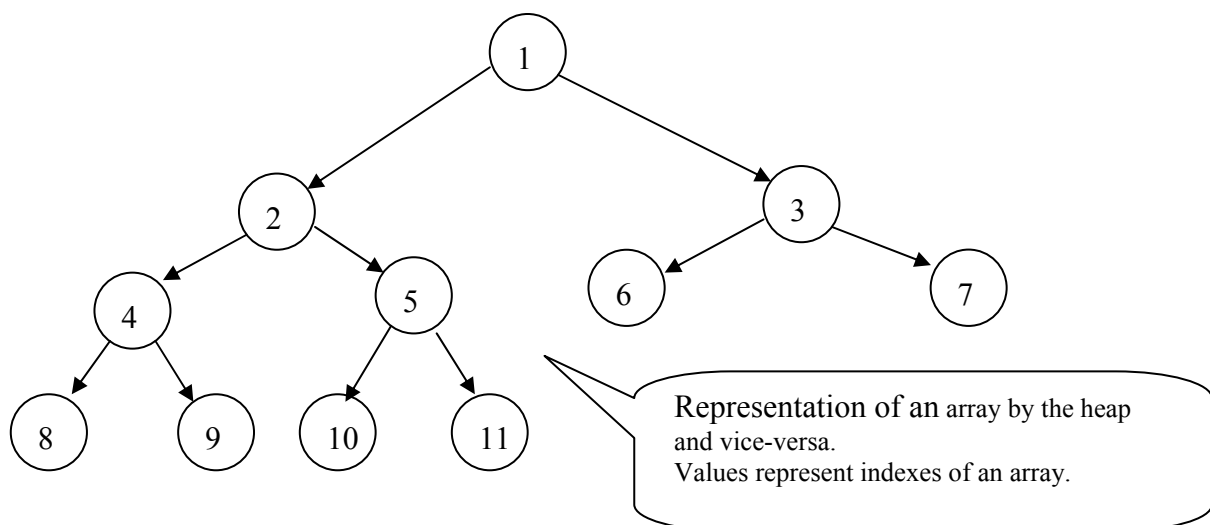 1
2 3
4 5 6 7
8 9 10 11
Representation of an array by the heap
and vice-versa.
Values represent indexes of an array.